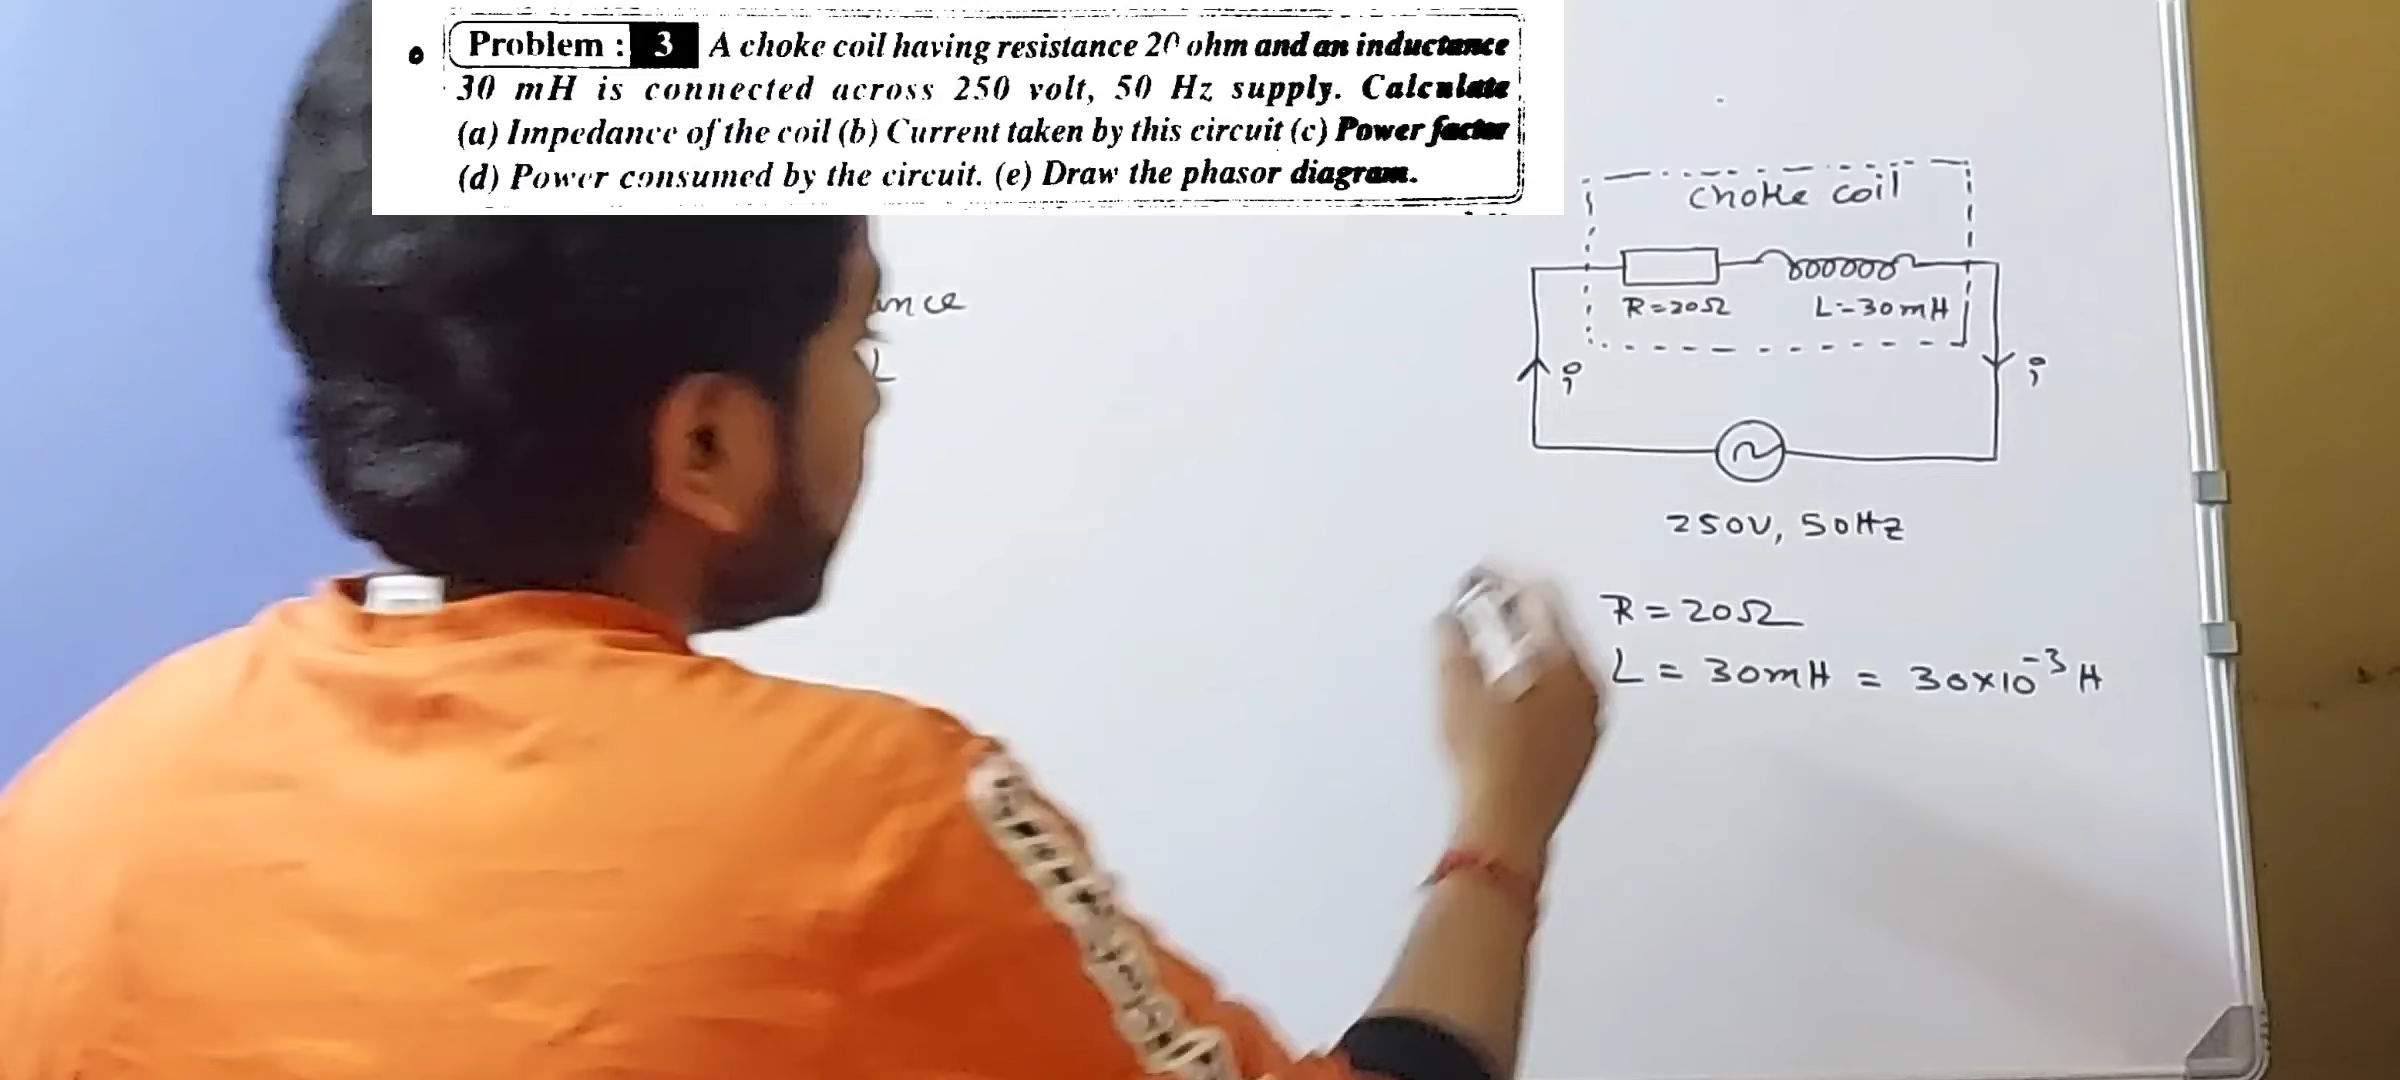 Problem : 3 A choke coil having resistance 20 ohm and an inductance
30 mH is connected across 250 volt, 50 Hz supply. Calculate
(a) Impedance of the coil (b) Current taken by this circuit (c) Power factor
(d) Power consumed by the circuit. (e) Draw the phasor diagram.
choke coil
R=20Ω L=30mH
i i
250V, 50Hz
R = 20Ω
L = 30mH = 30×10⁻³ H